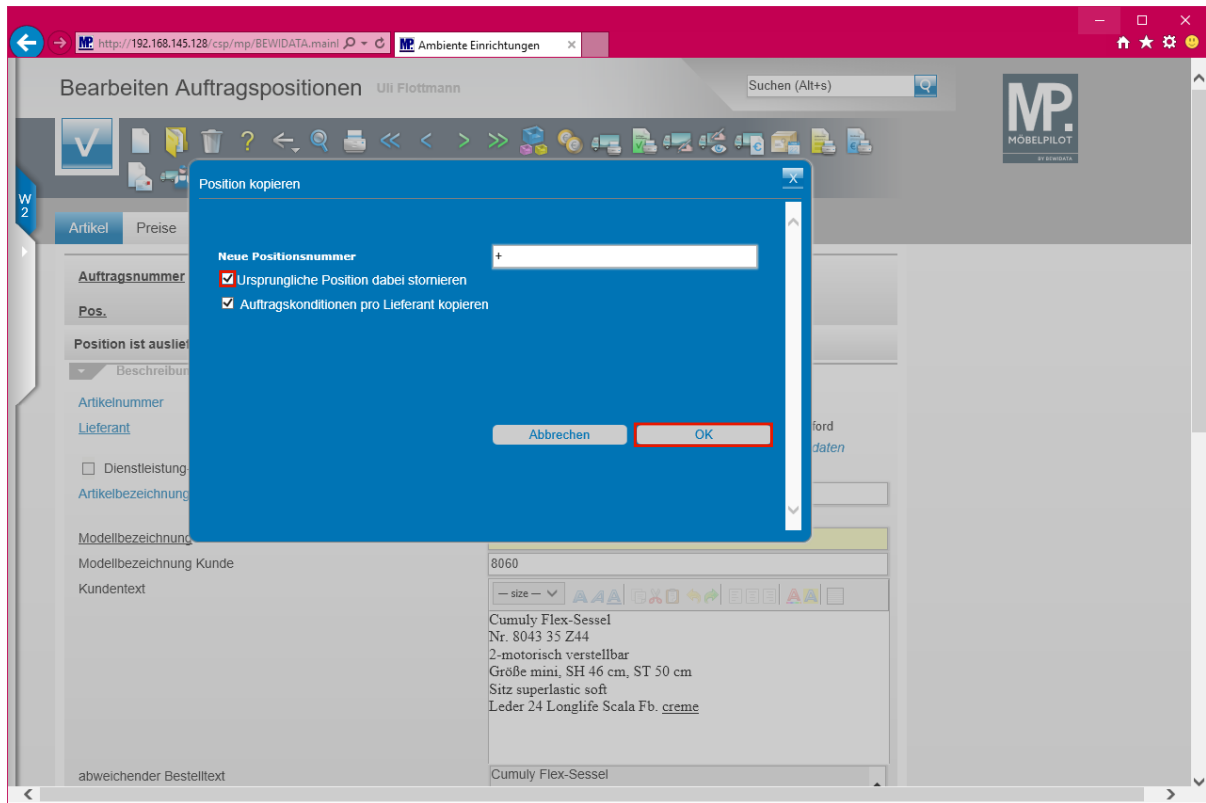 http://192.168.145.128/csp/mp/BEWIDATA.mainl
MP. Ambiente Einrichtungen
Bearbeiten Auftragspositionen Uli Flottmann
Suchen (Alt+s)
MP.
MÖBELPILOT
BY BEWIDATA
W
2
Artikel Preise
Position kopieren
X
Neue Positionsnummer +
Ursprungliche Position dabei stornieren
Auftragskonditionen pro Lieferant kopieren
Abbrechen OK
Auftragsnummer
Pos.
Position ist auslief
Beschreibun
Artikelnummer
Lieferant ford
daten
Dienstleistung-
Artikelbezeichnung
Modellbezeichnung
Modellbezeichnung Kunde 8060
Kundentext
— size —
Cumuly Flex-Sessel
Nr. 8043 35 Z44
2-motorisch verstellbar
Größe mini, SH 46 cm, ST 50 cm
Sitz superlastic soft
Leder 24 Longlife Scala Fb. creme
abweichender Bestelltext Cumuly Flex-Sessel